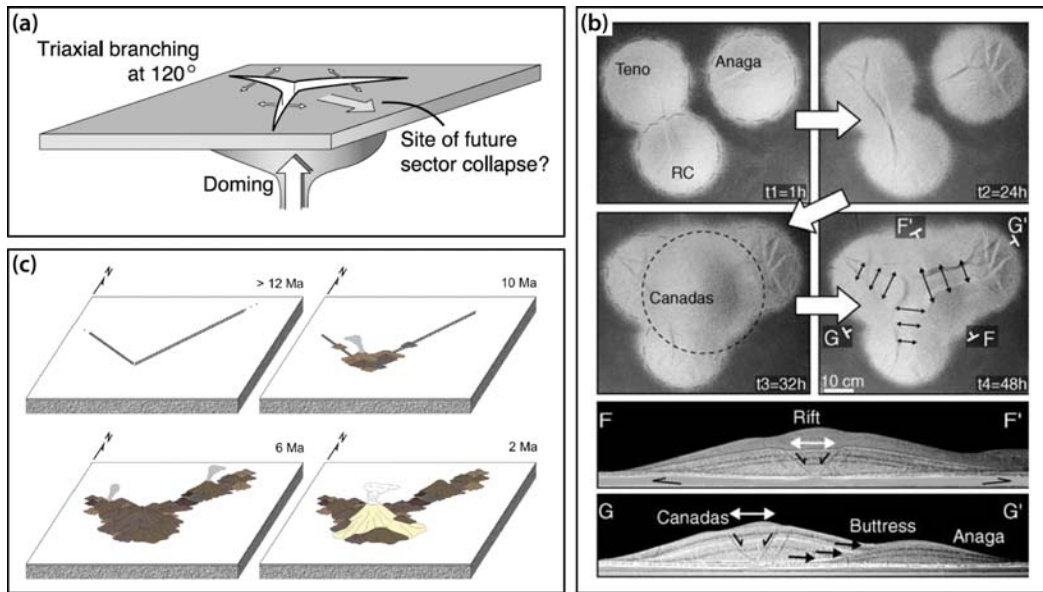 (a)
Triaxial branching
at 120°
Site of future
sector collapse?
Doming
(b)
Teno
Anaga
RC
t1=1h
t2=24h
Canadas
t3=32h
F'
G'
G
F
10 cm
t4=48h
F
Rift
F'
G
Canadas
Buttress
Anaga
G'
(c)
N
> 12 Ma
N
10 Ma
N
6 Ma
N
2 Ma